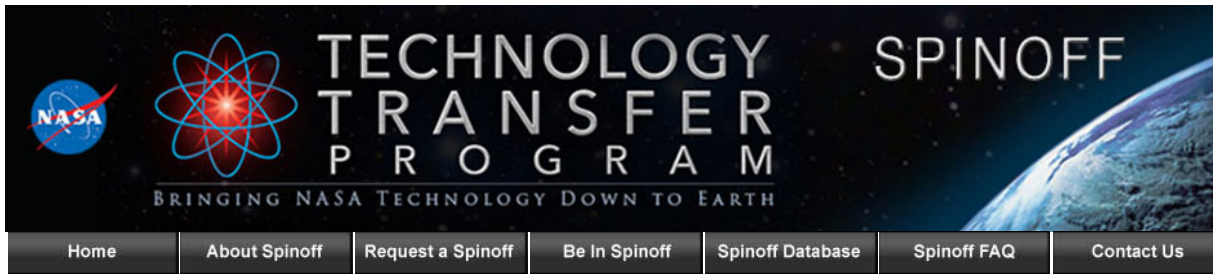 NASA
TECHNOLOGY
TRANSFER
PROGRAM
BRINGING NASA TECHNOLOGY DOWN TO EARTH
SPINOFF
Home About Spinoff Request a Spinoff Be In Spinoff Spinoff Database Spinoff FAQ Contact Us